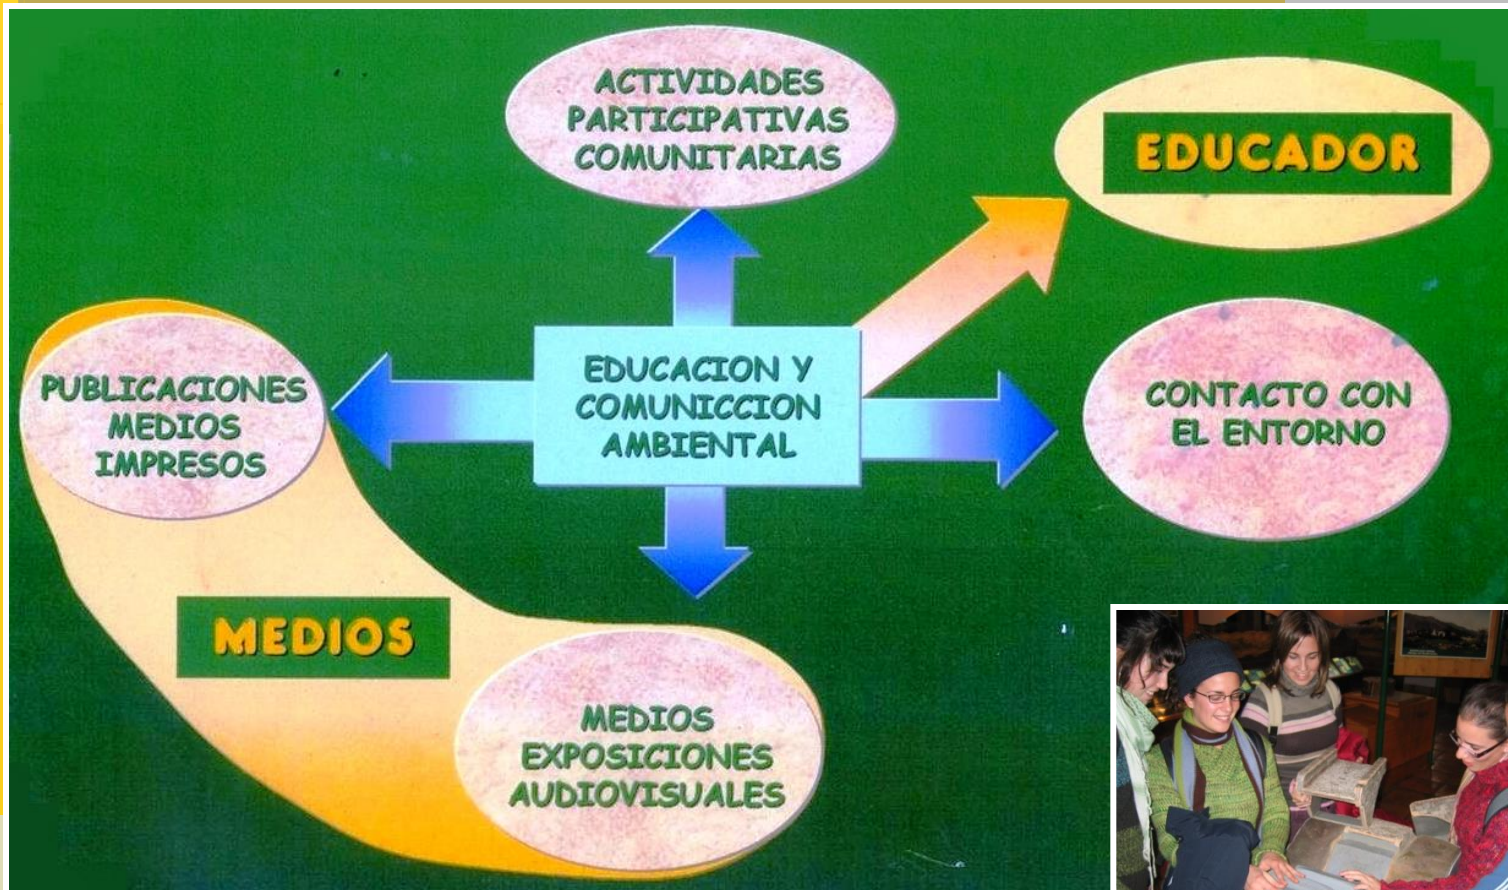 ACTIVIDADES
PARTICIPATIVAS
COMUNITARIAS
EDUCADOR
PUBLICACIONES
MEDIOS
IMPRESOS
EDUCACION Y
COMUNICCION
AMBIENTAL
CONTACTO CON
EL ENTORNO
MEDIOS
MEDIOS
EXPOSICIONES
AUDIOVISUALES